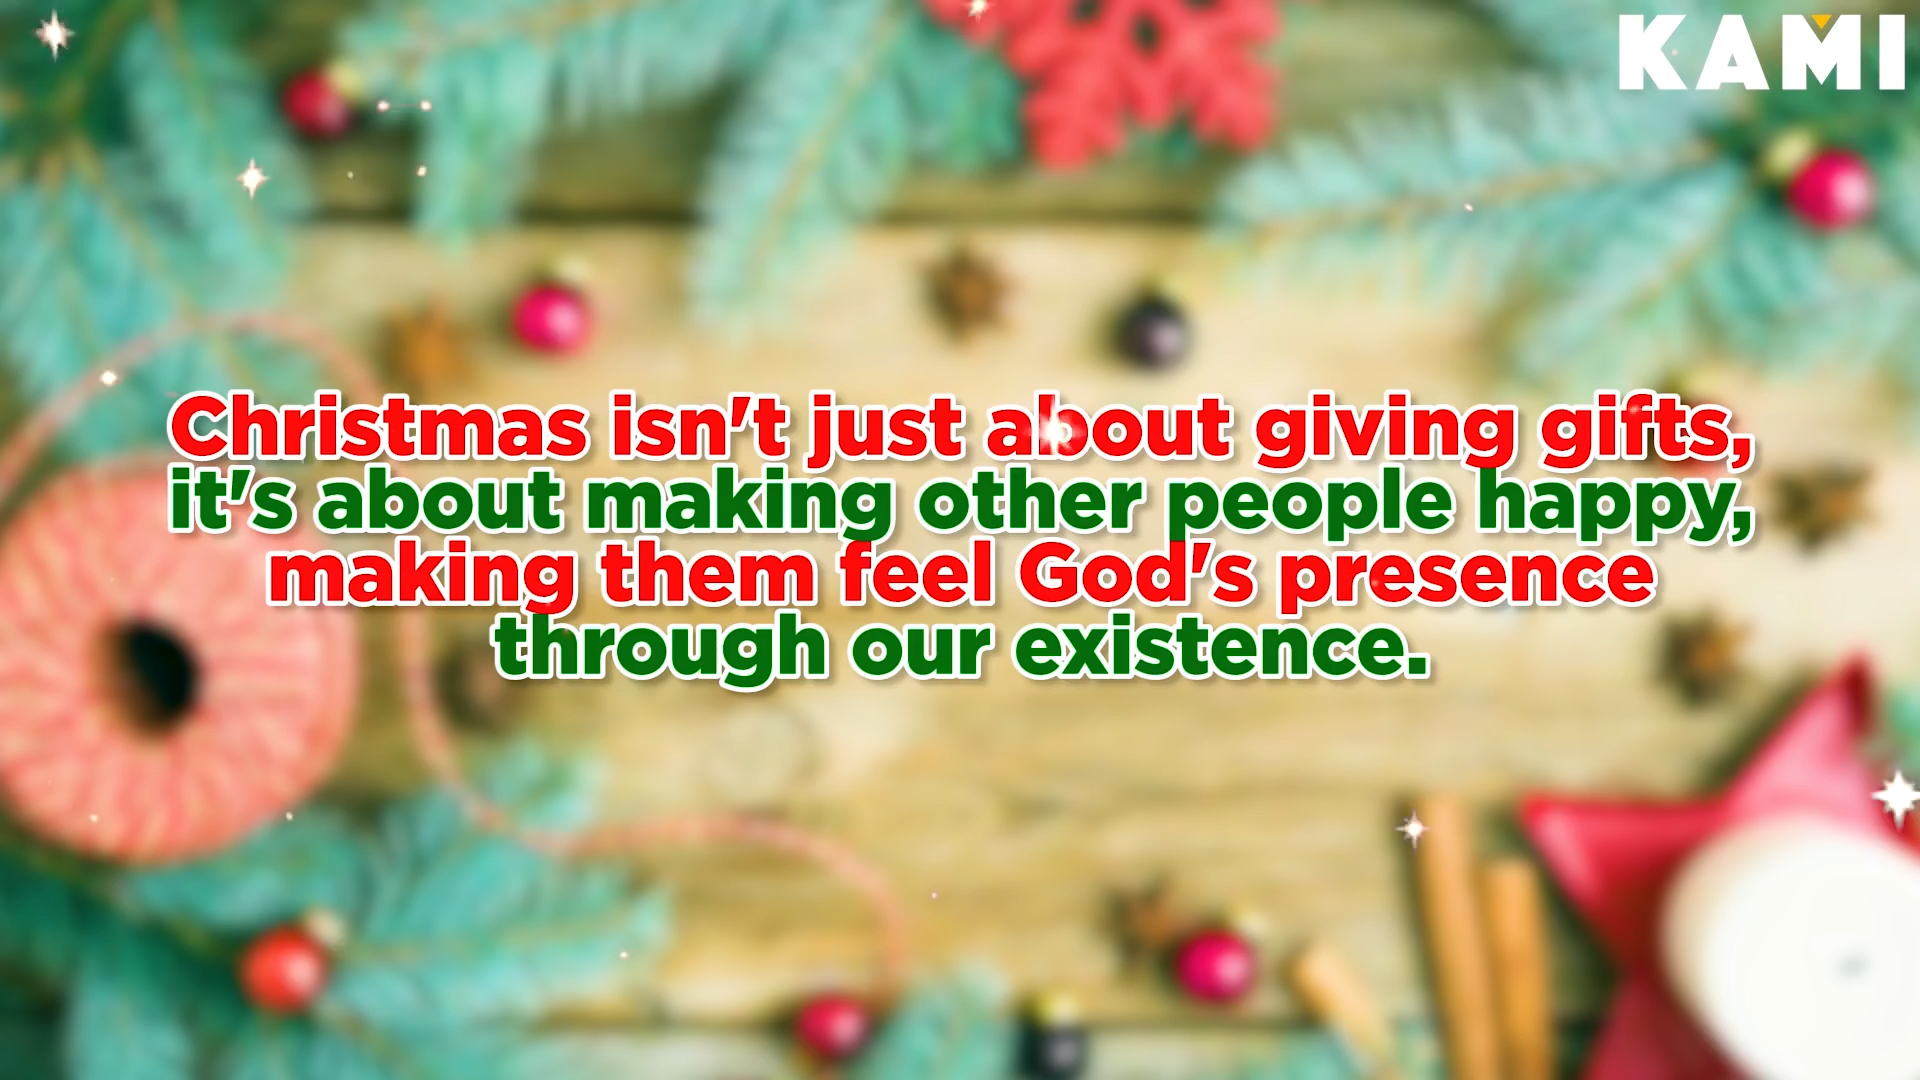 KAMI
Christmas isn't just about giving gifts,
it's about making other people happy,
making them feel God's presence
through our existence.